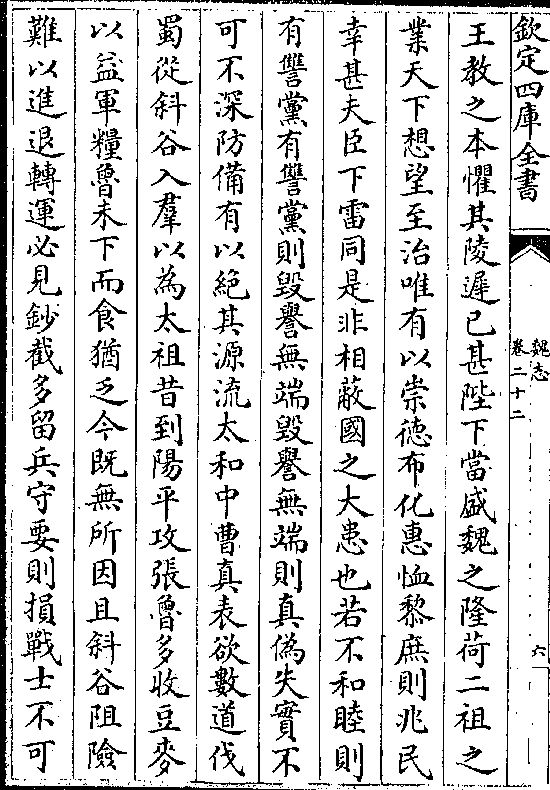 欽定四庫全書
魏志
卷二十二
六
王教之本懼其陵遲已甚陛下當盛魏之隆荷二祖之
業天下想望至治唯有以崇德布化惠恤黎庶則兆民
幸甚夫臣下雷同是非相蔽國之大患也若不和睦則
有讐黨有讐黨則毀譽無端毀譽無端則真偽失實不
可不深防備有以絶其源流太和中曹真表欲數道伐
蜀從斜谷入羣以為太祖昔到陽平攻張魯多收豆麥
以益軍糧魯未下而食猶乏今既無所因且斜谷阻險
難以進退轉運必見鈔截多留兵守要則損戰士不可